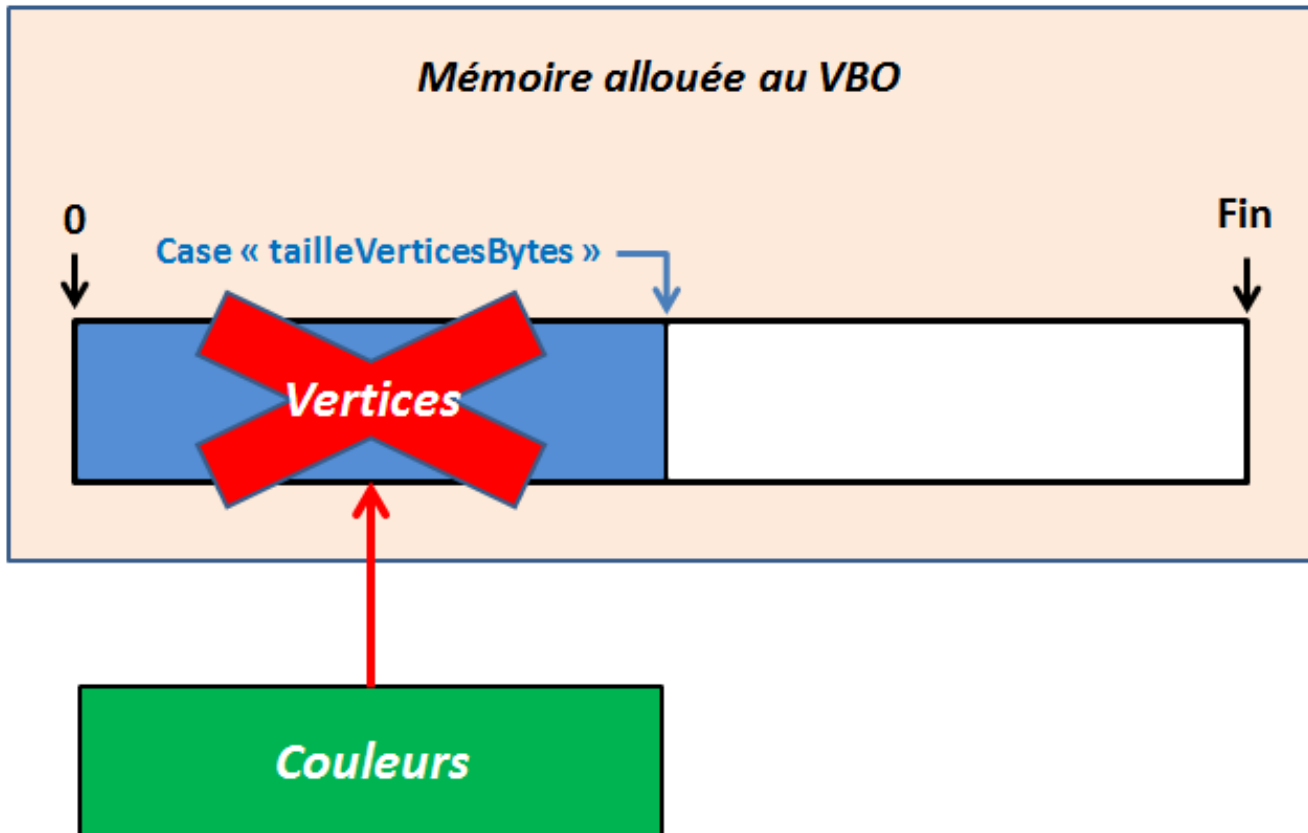 Mémoire allouée au VBO
0
Fin
Case « tailleVerticesBytes »
Vertices
Couleurs